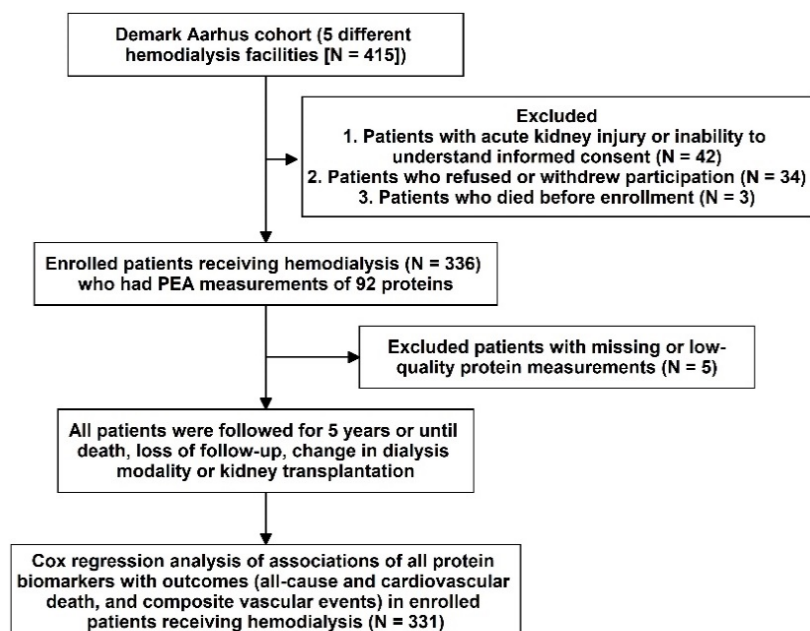 Demark Aarhus cohort (5 different
hemodialysis facilities [N = 415])
Excluded
1. Patients with acute kidney injury or inability to
understand informed consent (N = 42)
2. Patients who refused or withdrew participation (N = 34)
3. Patients who died before enrollment (N = 3)
Enrolled patients receiving hemodialysis (N = 336)
who had PEA measurements of 92 proteins
Excluded patients with missing or low-
quality protein measurements (N = 5)
All patients were followed for 5 years or until
death, loss of follow-up, change in dialysis
modality or kidney transplantation
Cox regression analysis of associations of all protein
biomarkers with outcomes (all-cause and cardiovascular
death, and composite vascular events) in enrolled
patients receiving hemodialysis (N = 331)